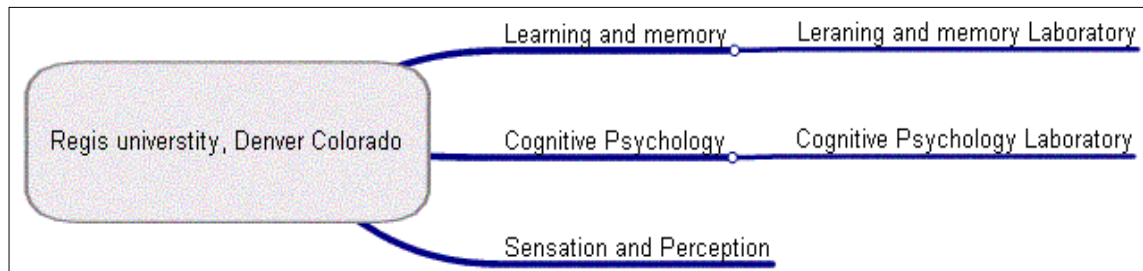 Learning and memory
Leraning and memory Laboratory
Regis universtity, Denver Colorado
Cognitive Psychology
Cognitive Psychology Laboratory
Sensation and Perception